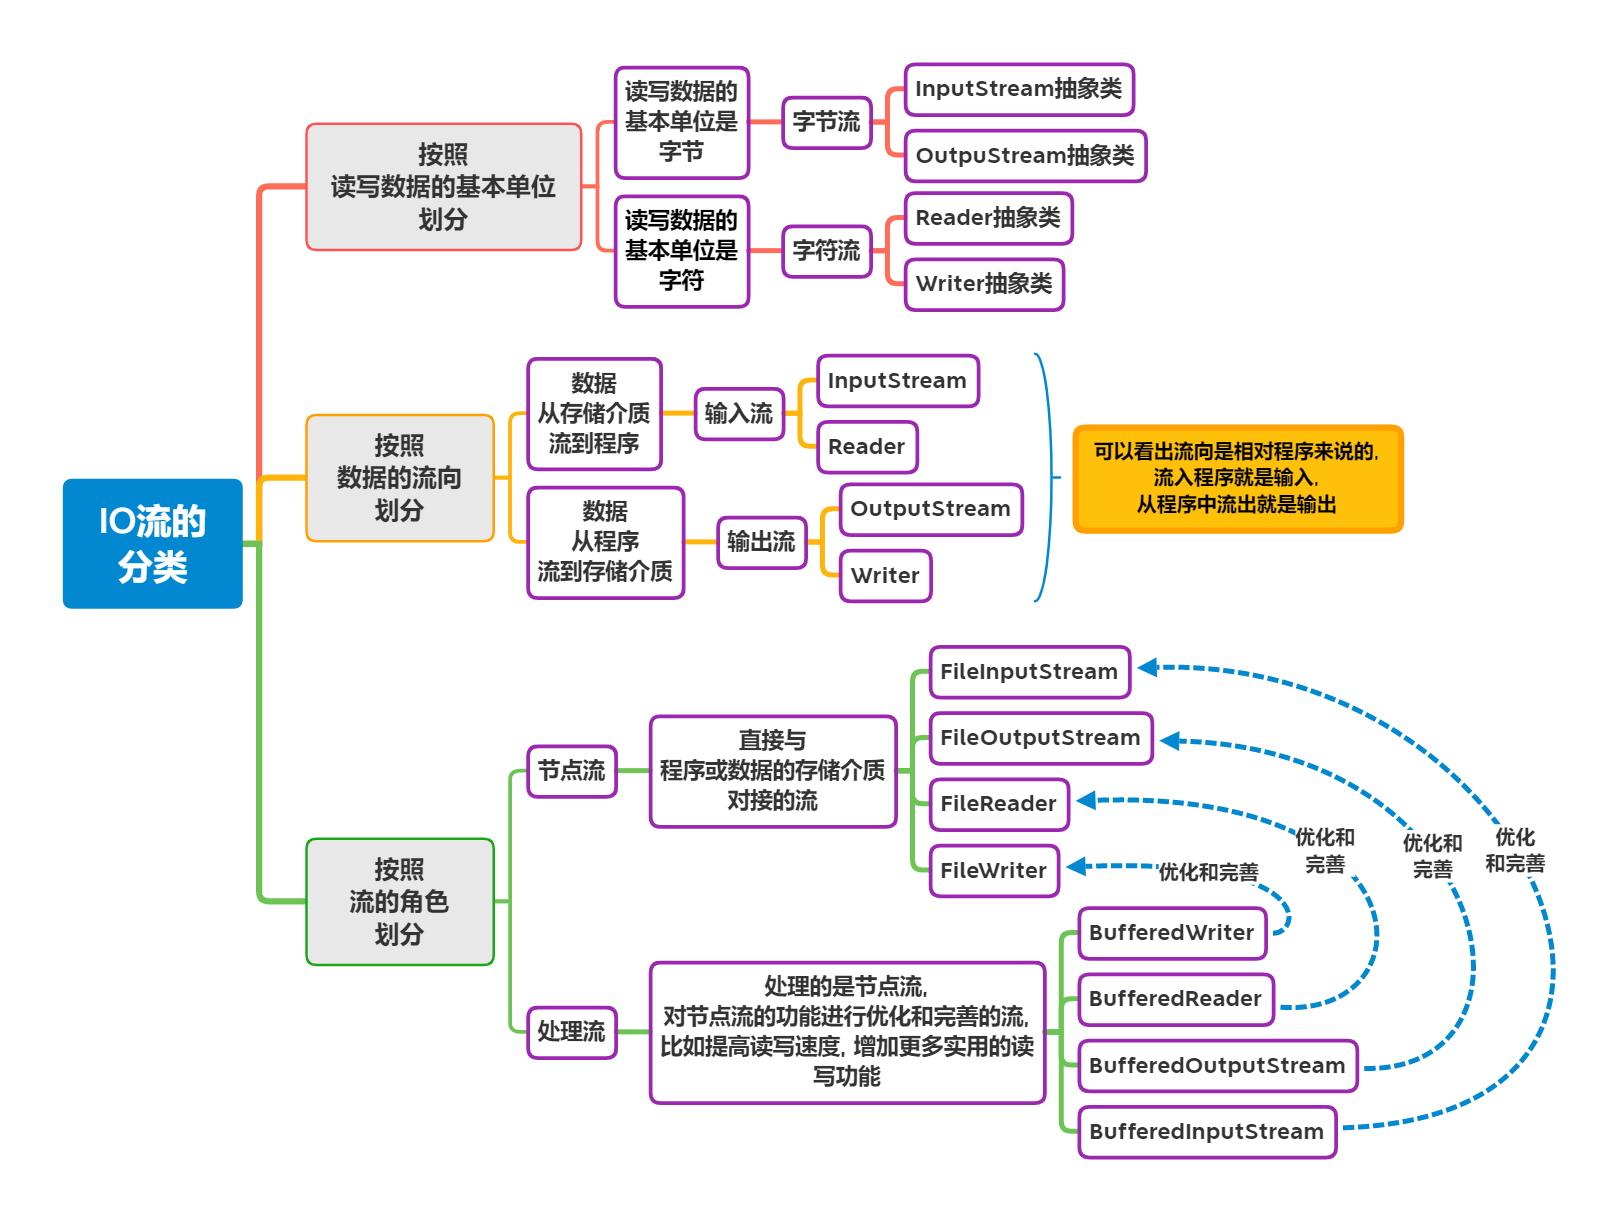 IO流的
分类
按照
读写数据的基本单位
划分
读写数据的
基本单位是
字节
字节流
InputStream抽象类
OutpuStream抽象类
读写数据的
基本单位是
字符
字符流
Reader抽象类
Writer抽象类
按照
数据的流向
划分
数据
从存储介质
流到程序
输入流
InputStream
Reader
数据
从程序
流到存储介质
输出流
OutputStream
Writer
可以看出流向是相对程序来说的,
流入程序就是输入,
从程序中流出就是输出
按照
流的角色
划分
节点流
直接与
程序或数据的存储介质
对接的流
FileInputStream
FileOutputStream
FileReader
FileWriter
优化和完善
优化和
完善
优化和
完善
优化
和完善
处理流
处理的是节点流,
对节点流的功能进行优化和完善的流,
比如提高读写速度, 增加更多实用的读
写功能
BufferedWriter
BufferedReader
BufferedOutputStream
BufferedInputStream